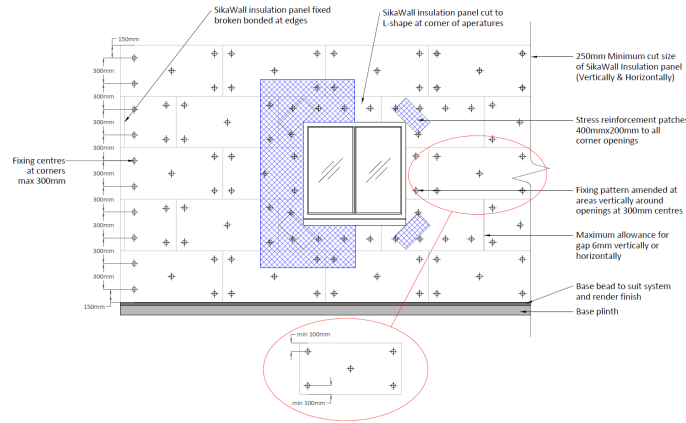 SikaWall insulation panel fixed
broken bonded at edges
SikaWall insulation panel cut to
L-shape at corner of aperatures
150mm
300mm
300mm
300mm
300mm
300mm
300mm
300mm
300mm
300mm
150mm
Fixing centres
at corners
max 300mm
250mm Minimum cut size
of SikaWall Insulation panel
(Vertically & Horizontally)
Stress reinforcement patches
400mmx200mm to all
corner openings
Fixing pattern amended at
areas vertically around
openings at 300mm centres
Maximum allowance for
gap 6mm vertically or
horizontally
Base bead to suit system
and render finish
Base plinth
min 100mm
min 100mm